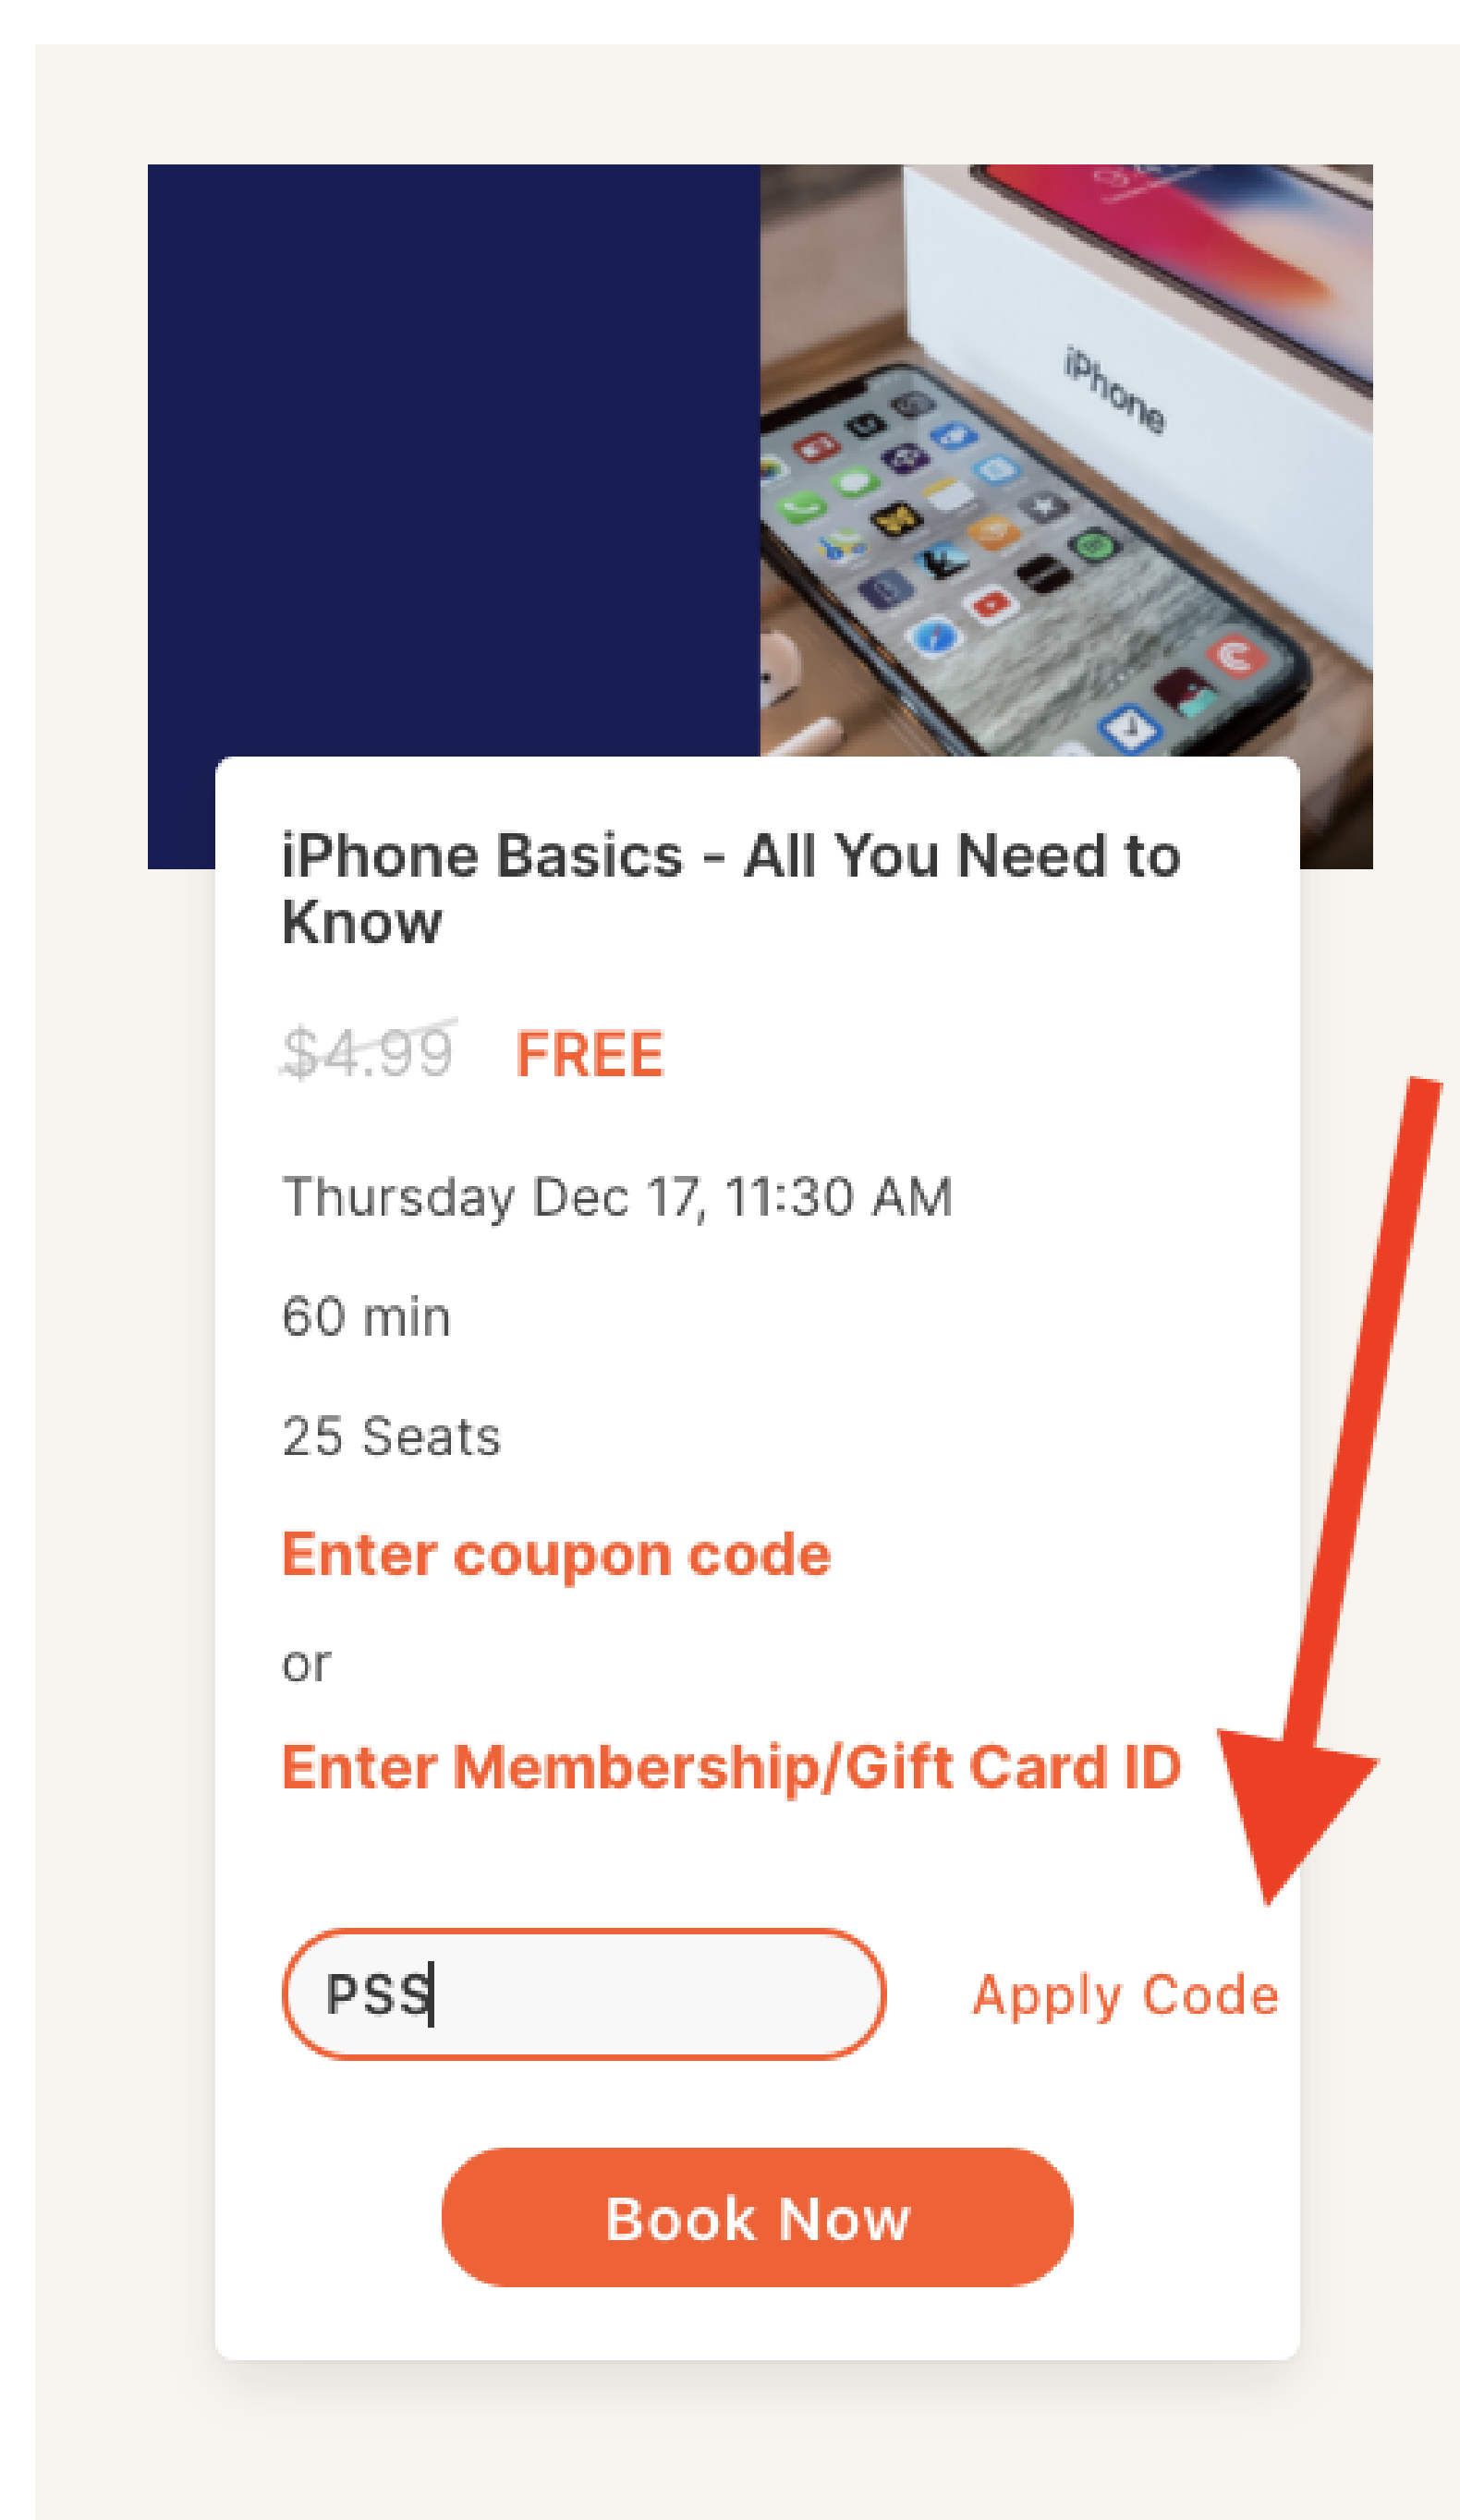 iPhone
iPhone Basics - All You Need to
Know
$4.99 FREE
Thursday Dec 17, 11:30 AM
60 min
25 Seats
Enter coupon code
or
Enter Membership/Gift Card ID
PSS Apply Code
Book Now